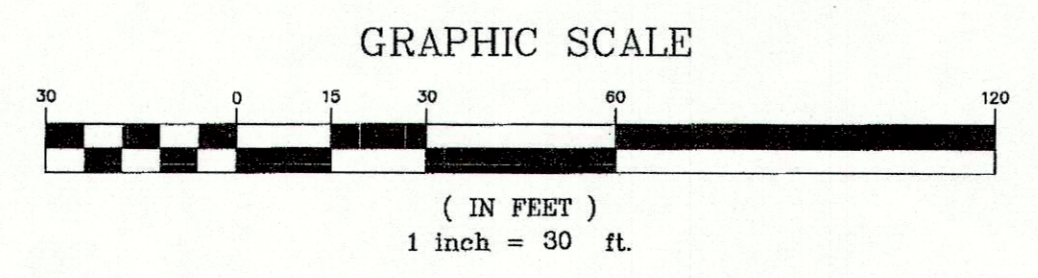 GRAPHIC SCALE
30 0 15 30 60 120
( IN FEET )
1 inch = 30 ft.